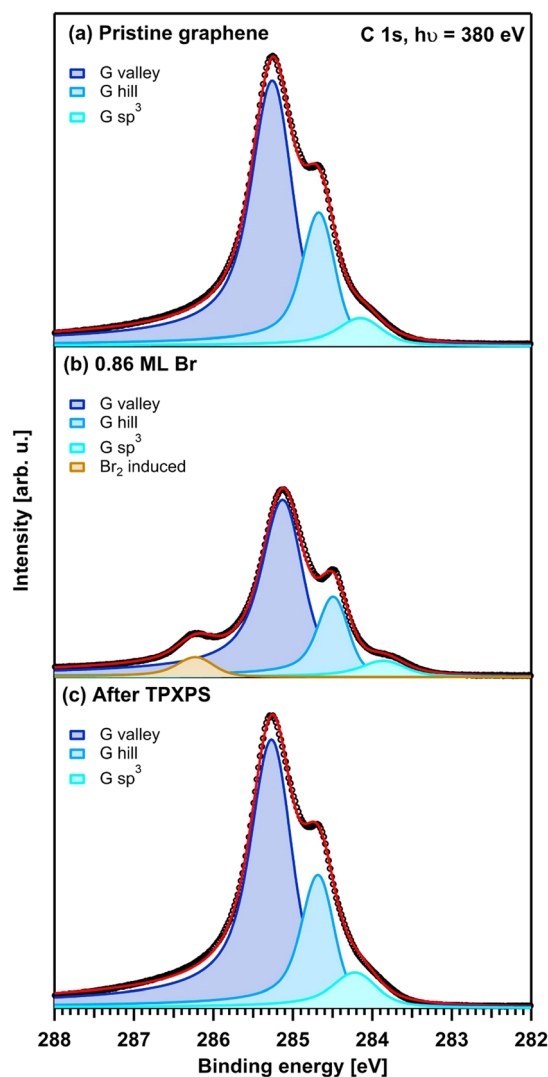 (a) Pristine graphene
C 1s, hυ = 380 eV
G valley
G hill
G sp³
(b) 0.86 ML Br
G valley
G hill
G sp³
Br₂ induced
(c) After TPXPS
G valley
G hill
G sp³
Intensity [arb. u.]
288 287 286 285 284 283 282
Binding energy [eV]